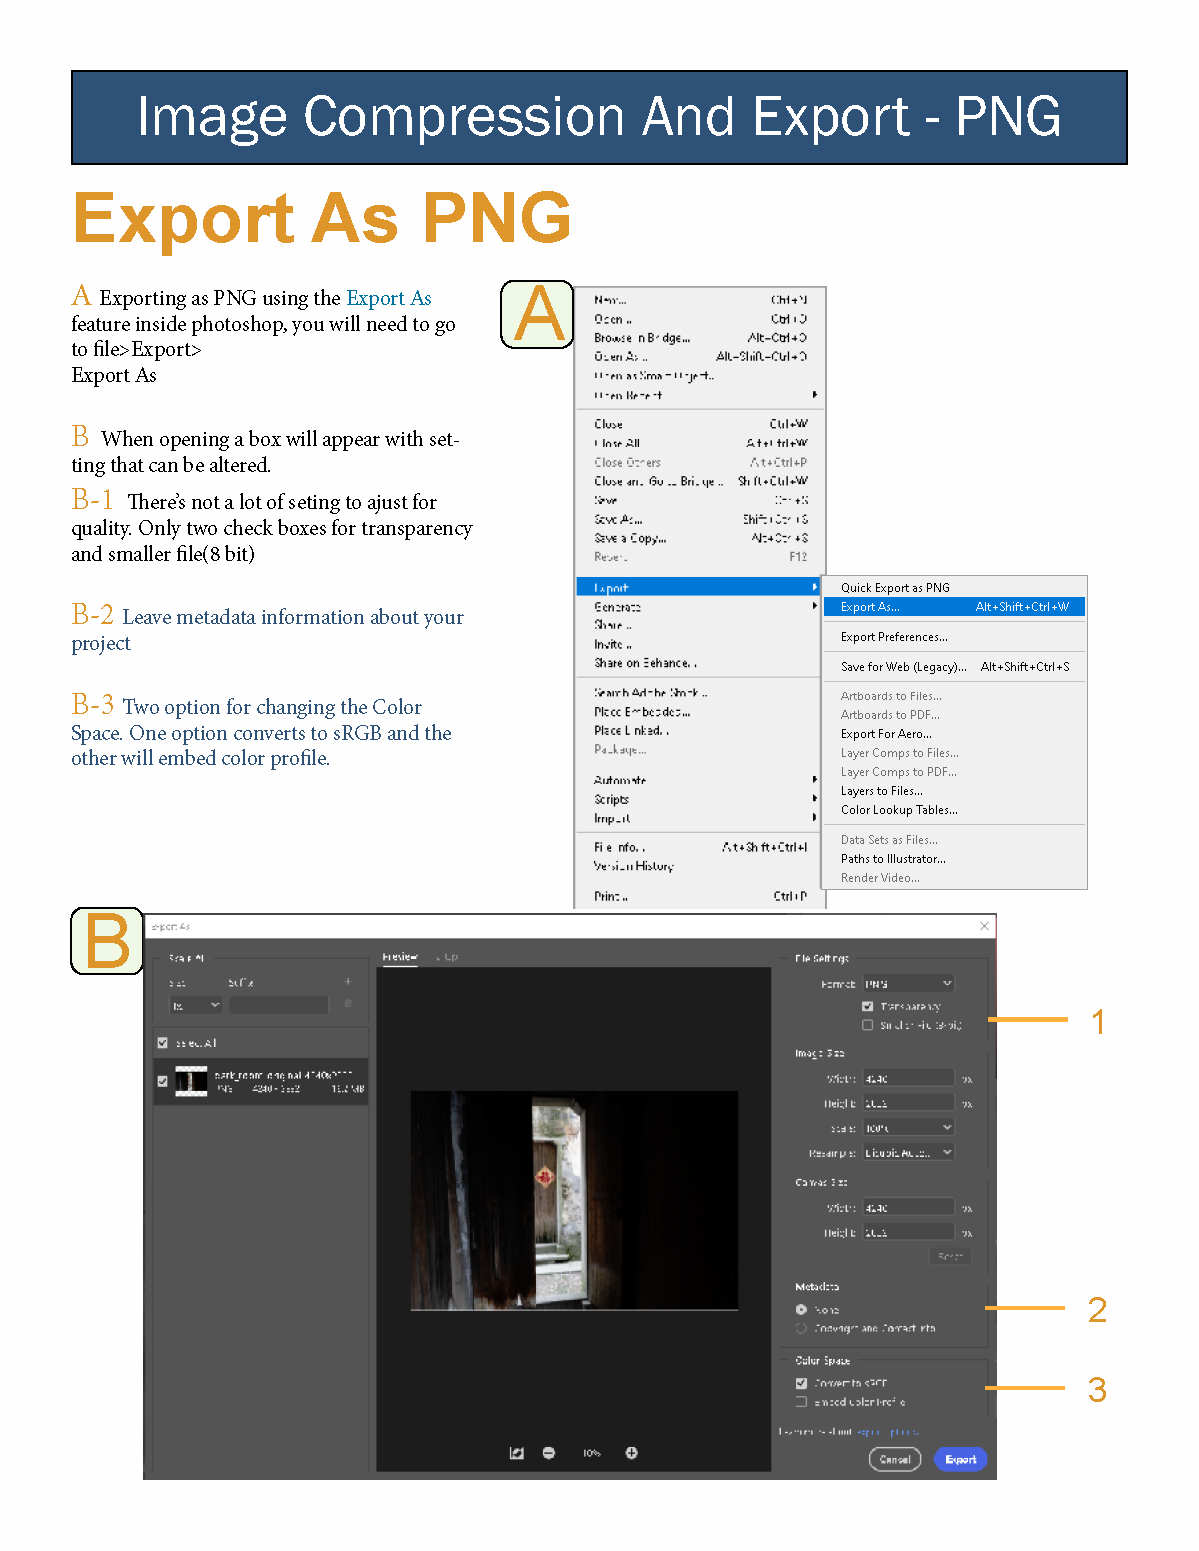 Image Compression And Export - PNG
Export As PNG
A Exporting as PNG using the Export As
feature inside photoshop, you will need to go
to file>Export>
Export As
B When opening a box will appear with set-
ting that can be altered.
B-1 There's not a lot of seting to ajust for
quality. Only two check boxes for transparency
and smaller file(8 bit)
B-2 Leave metadata information about your
project
B-3 Two option for changing the Color
Space. One option converts to sRGB and the
other will embed color profile.
A
New... Ctrl+N
Open... Ctrl+O
Browse in Bridge... Alt+Ctrl+O
Open As... Alt+Shift+Ctrl+O
Open as Smart Object...
Open Recent
Close Ctrl+W
Close All Alt+Ctrl+W
Close Others Alt+Ctrl+P
Close and Go to Bridge... Shift+Ctrl+W
Save Ctrl+S
Save As... Shift+Ctrl+S
Save a Copy... Alt+Ctrl+S
Revert F12
Export
Generate
Share...
Invite...
Share on Behance...
Search Adobe Stock...
Place Embedded...
Place Linked...
Package...
Automate
Scripts
Import
File Info... Alt+Shift+Ctrl+I
Version History
Print... Ctrl+P
Quick Export as PNG
Export As... Alt+Shift+Ctrl+W
Export Preferences...
Save for Web (Legacy)... Alt+Shift+Ctrl+S
Artboards to Files...
Artboards to PDF...
Export For Aero...
Layer Comps to Files...
Layer Comps to PDF...
Layers to Files...
Color Lookup Tables...
Data Sets as Files...
Paths to Illustrator...
Render Video...
B
Export As
Scale All
Size: Suffix:
1x
Select All
PNG
Preview 2 Up
10%
File Settings
Format: PNG
Transparency
Smaller File (8-bit)
Image Size
Width: 4240 px
Height: px
Scale: 100%
Resample: Bicubic Auto...
Canvas Size
Width: 4240 px
Height: px
Reset
Metadata
None
Copyright and Contact Info
Color Space
Convert to sRGB
Embed Color Profile
Learn more about export options.
Cancel Export
1
2
3